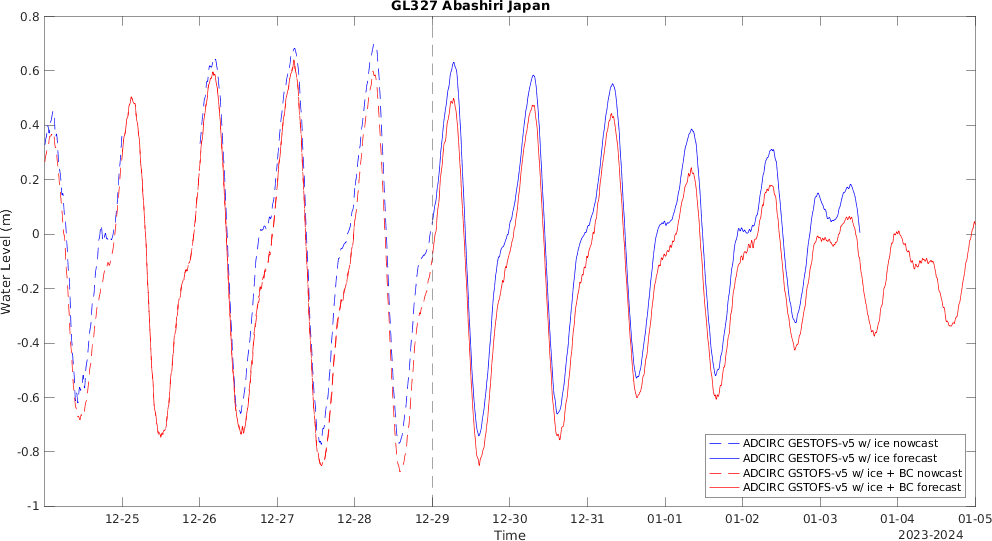 GL327 Abashiri Japan
0.8
0.6
0.4
0.2
0
-0.2
-0.4
-0.6
-0.8
-1
Water Level (m)
12-25 12-26 12-27 12-28 12-29 12-30 12-31 01-01 01-02 01-03 01-04 01-05
Time
2023-2024
ADCIRC GESTOFS-v5 w/ ice nowcast
ADCIRC GESTOFS-v5 w/ ice forecast
ADCIRC GSTOFS-v5 w/ ice + BC nowcast
ADCIRC GSTOFS-v5 w/ ice + BC forecast